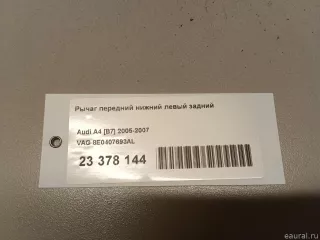 Рычаг передний нижний левый задний
Audi A4 [B7] 2005-2007
VAG 8E0407693AL
23 378 144
eaural.ru